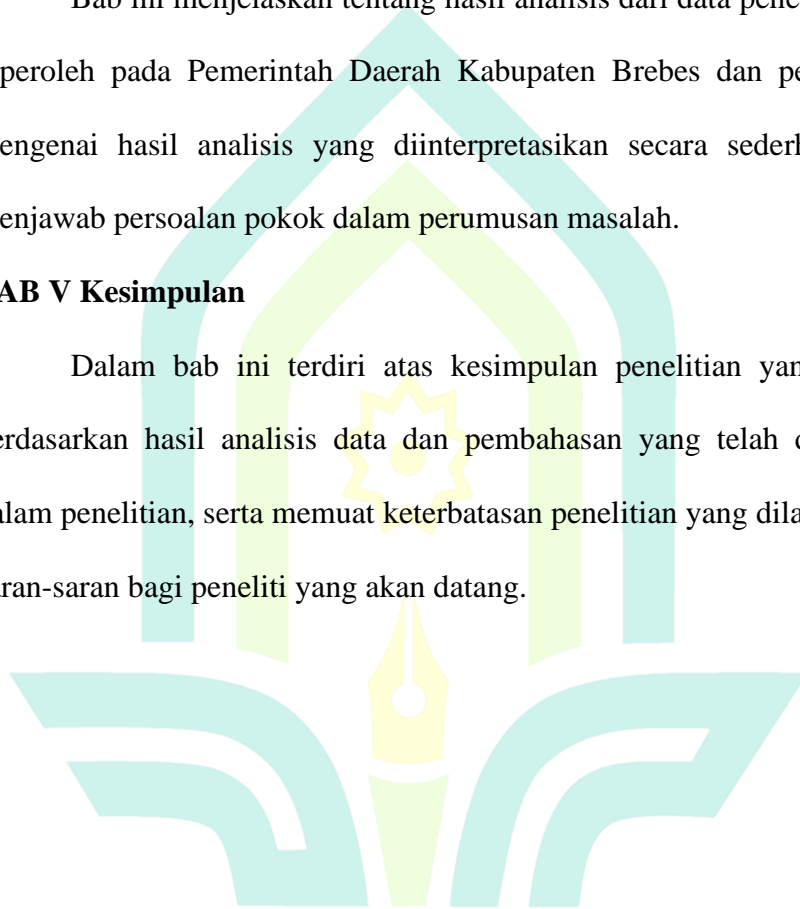 Bab ini menjelaskan tentang hasil analisis dari data pene
peroleh pada Pemerintah Daerah Kabupaten Brebes dan pe
engenai hasil analisis yang diinterpretasikan secara sederh
enjawab persoalan pokok dalam perumusan masalah.
AB V Kesimpulan
Dalam bab ini terdiri atas kesimpulan penelitian yan
erdasarkan hasil analisis data dan pembahasan yang telah d
alam penelitian, serta memuat keterbatasan penelitian yang dila
aran-saran bagi peneliti yang akan datang.